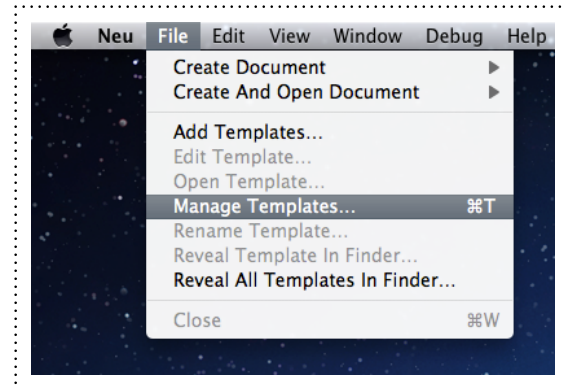 Neu File Edit View Window Debug Help
Create Document
Create And Open Document
Add Templates...
Edit Template...
Open Template...
Manage Templates... ⌘T
Rename Template...
Reveal Template In Finder...
Reveal All Templates In Finder...
Close ⌘W